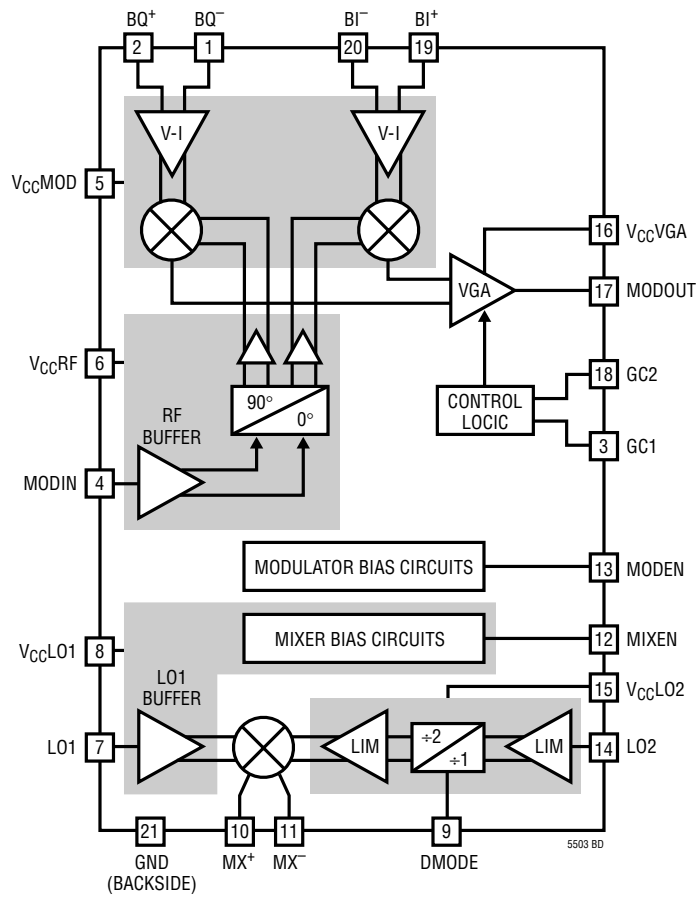 BQ⁺ BQ⁻ BI⁻ BI⁺
2 1 20 19
V-I V-I
VCCMOD 5
16 VCCVGA
VGA
17 MODOUT
VCCRF 6
18 GC2
90°
0°
CONTROL
LOGIC
RF
BUFFER
3 GC1
MODIN 4
MODULATOR BIAS CIRCUITS 13 MODEN
MIXER BIAS CIRCUITS 12 MIXEN
VCCLO1 8
15 VCCLO2
LO1
BUFFER
LO1 7
LIM
÷2
÷1
LIM
14 LO2
21 10 11 9
5503 BD
GND
(BACKSIDE)
MX⁺ MX⁻ DMODE